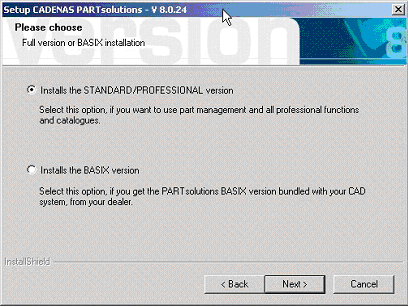 Setup CADENAS PARTsolutions - V 8.0.24
version 8
Please choose
Full version or BASIX installation
Installs the STANDARD/PROFESSIONAL version
Select this option, if you want to use part management and all professional functions
and catalogues.
Installs the BASIX version
Select this option, if you get the PARTsolutions BASIX version bundled with your CAD
system, from your dealer.
InstallShield
< Back
Next >
Cancel